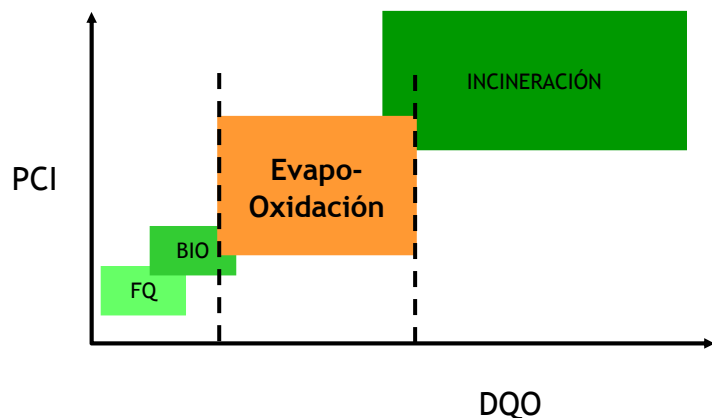 INCINERACIÓN
Evapo-
Oxidación
PCI
BIO
FQ
DQO